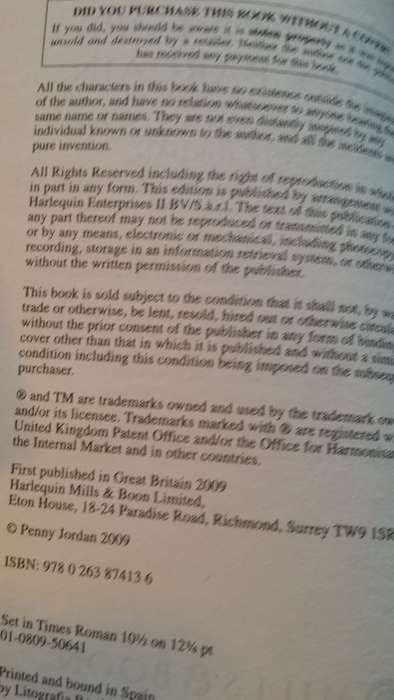 DID YOU PURCHASE THIS BOOK WITHOUT A COVER
If you did, you should be aware it is stolen property as it was
unsold and destroyed by a retailer. Neither the author nor the
has received any payment for this book.
All the characters in this book have no existence outside the
of the author, and have no relation whatsoever to anyone bearing
same name or names. They are not even distantly inspired by any
individual known or unknown to the author, and all the incidents
pure invention.
All Rights Reserved including the right of reproduction in
in part in any form. This edition is published by arrangement
Harlequin Enterprises II BV/S.à.r.l. The text of this publication
any part thereof may not be reproduced or transmitted in any
or by any means, electronic or mechanical, including
recording, storage in an information retrieval system, or
without the written permission of the publisher.
This book is sold subject to the condition that it shall not, by
trade or otherwise, be lent, resold, hired out or otherwise
without the prior consent of the publisher in any form of
cover other than that in which it is published and without a
condition including this condition being imposed on the
purchaser.
® and TM are trademarks owned and used by the trademark
and/or its licensee. Trademarks marked with ® are registered
United Kingdom Patent Office and/or the Office for
the Internal Market and in other countries.
First published in Great Britain 2009
Harlequin Mills & Boon Limited,
Eton House, 18-24 Paradise Road, Richmond, Surrey TW9 1SR
© Penny Jordan 2009
ISBN: 978 0 263 87413 6
Set in Times Roman 10½ on 12¾ pt
01-0809-50641
Printed and bound in Spain
by